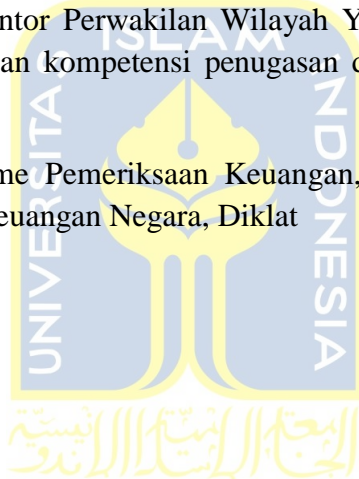 ntor Perwakilan Wilayah Y
an kompetensi penugasan d
me Pemeriksaan Keuangan,
euangan Negara, Diklat
UNIVERSITAS
ISLAM
INDONESIA